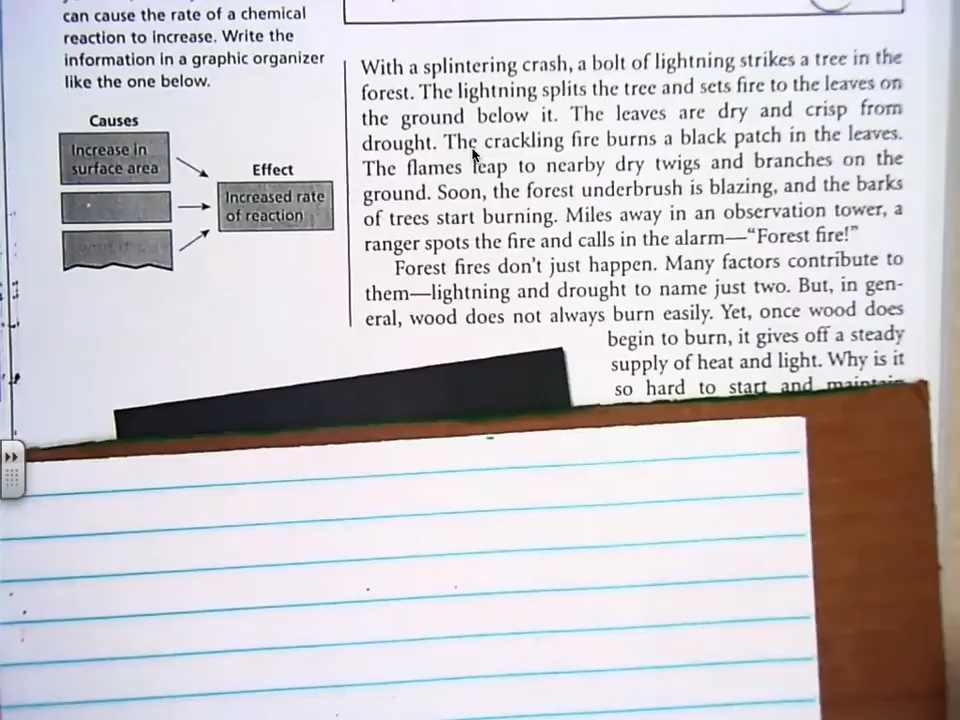 can cause the rate of a chemical
reaction to increase. Write the
information in a graphic organizer
like the one below.
Causes
Increase in
surface area
Effect
Increased rate
of reaction
With a splintering crash, a bolt of lightning strikes a tree in the
forest. The lightning splits the tree and sets fire to the leaves on
the ground below it. The leaves are dry and crisp from
drought. The crackling fire burns a black patch in the leaves.
The flames leap to nearby dry twigs and branches on the
ground. Soon, the forest underbrush is blazing, and the barks
of trees start burning. Miles away in an observation tower, a
ranger spots the fire and calls in the alarm—“Forest fire!”
Forest fires don’t just happen. Many factors contribute to
them—lightning and drought to name just two. But, in gen-
eral, wood does not always burn easily. Yet, once wood does
begin to burn, it gives off a steady
supply of heat and light. Why is it
so hard to start and maintain